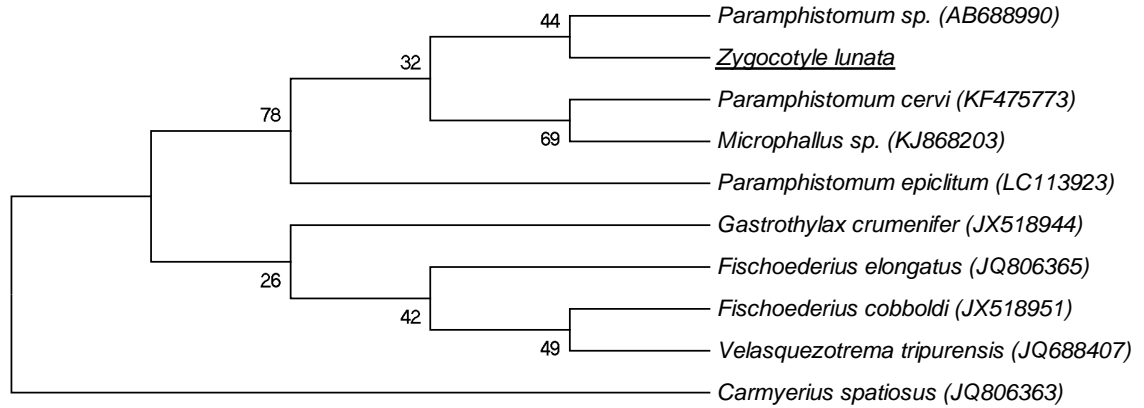 44
Paramphistomum sp. (AB688990)
Zygocotyle lunata
32
Paramphistomum cervi (KF475773)
78
69
Microphallus sp. (KJ868203)
Paramphistomum epiclitum (LC113923)
Gastrothylax crumenifer (JX518944)
26
Fischoederius elongatus (JQ806365)
42
Fischoederius cobboldi (JX518951)
49
Velasquezotrema tripurensis (JQ688407)
Carmyerius spatiosus (JQ806363)